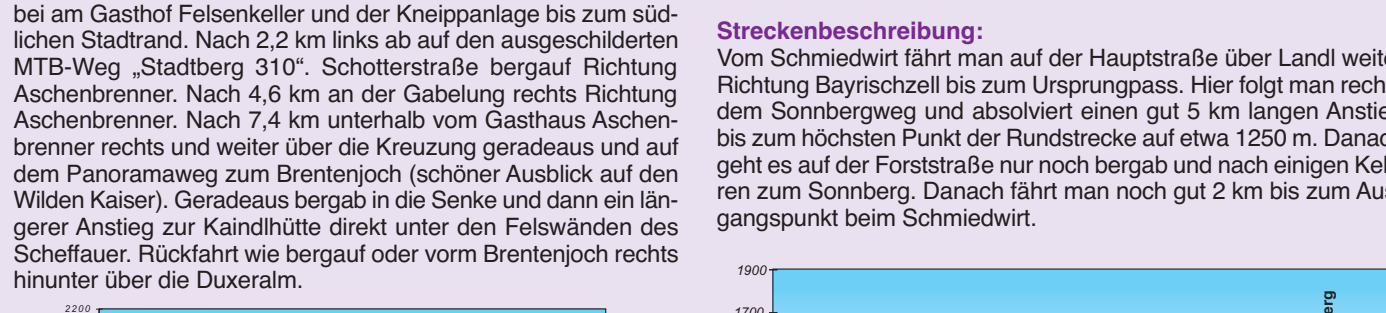 bei am Gasthof Felsenkeller und der Kneippanlage bis zum süd-
lichen Stadtrand. Nach 2,2 km links ab auf den ausgeschilderten
MTB-Weg „Stadtberg 310“. Schotterstraße bergauf Richtung
Aschenbrenner. Nach 4,6 km an der Gabelung rechts Richtung
Aschenbrenner. Nach 7,4 km unterhalb vom Gasthaus Aschen-
brenner rechts und weiter über die Kreuzung geradeaus und auf
dem Panoramaweg zum Brentenjoch (schöner Ausblick auf den
Wilden Kaiser). Geradeaus bergab in die Senke und dann ein län-
gerer Anstieg zur Kaindlhütte direkt unter den Felswänden des
Scheffauer. Rückfahrt wie bergauf oder vorm Brentenjoch rechts
hinunter über die Duxeralm.
2200
Streckenbeschreibung:
Vom Schmiedwirt fährt man auf der Hauptstraße über Landl weite
Richtung Bayrischzell bis zum Ursprungpass. Hier folgt man rech
dem Sonnbergweg und absolviert einen gut 5 km langen Anstie
bis zum höchsten Punkt der Rundstrecke auf etwa 1250 m. Danac
geht es auf der Forststraße nur noch bergab und nach einigen Keh
ren zum Sonnberg. Danach fährt man noch gut 2 km bis zum Aus
gangspunkt beim Schmiedwirt.
1900
1700
erg